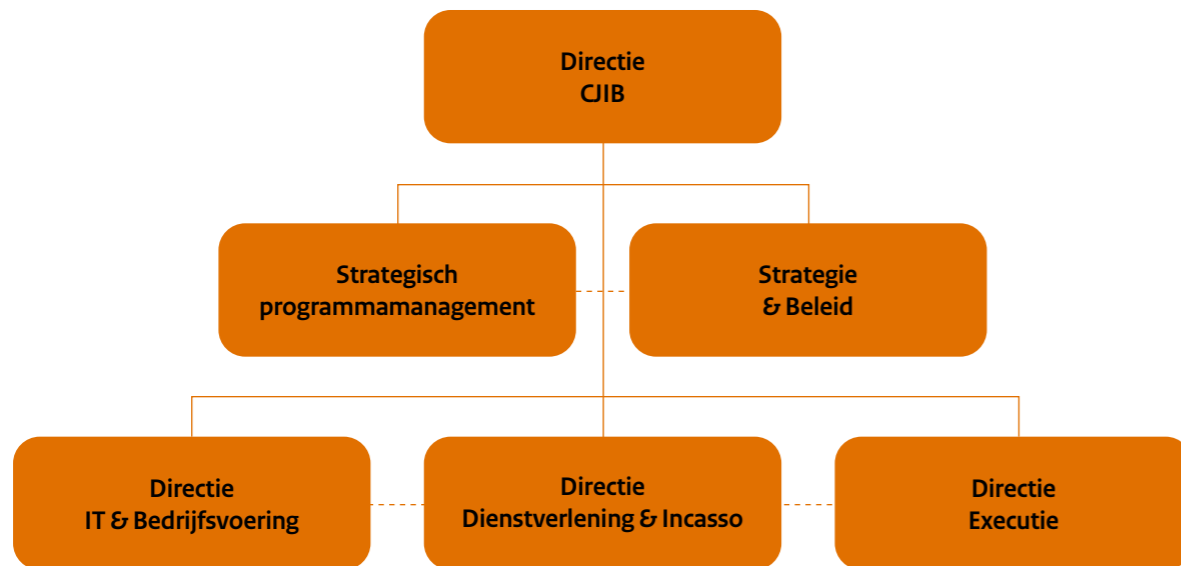 Directie
CJIB
Strategisch
programmamanagement
Strategie
& Beleid
Directie
IT & Bedrijfsvoering
Directie
Dienstverlening & Incasso
Directie
Executie